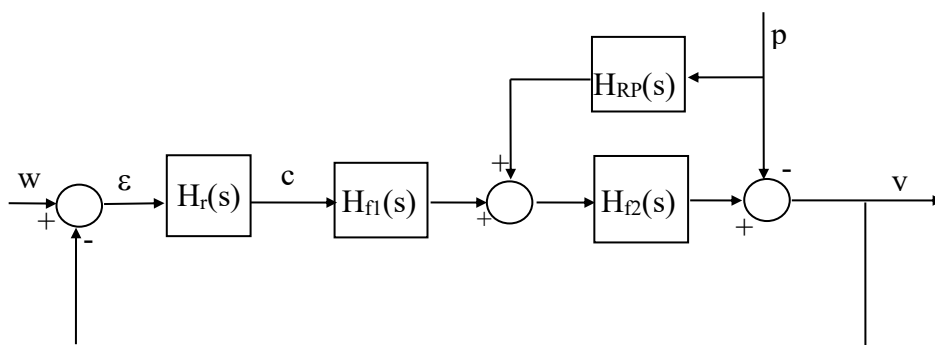 p
H_RP(s)
+
w
ε
H_r(s)
c
H_f1(s)
+
H_f2(s)
-
v
+
-
+